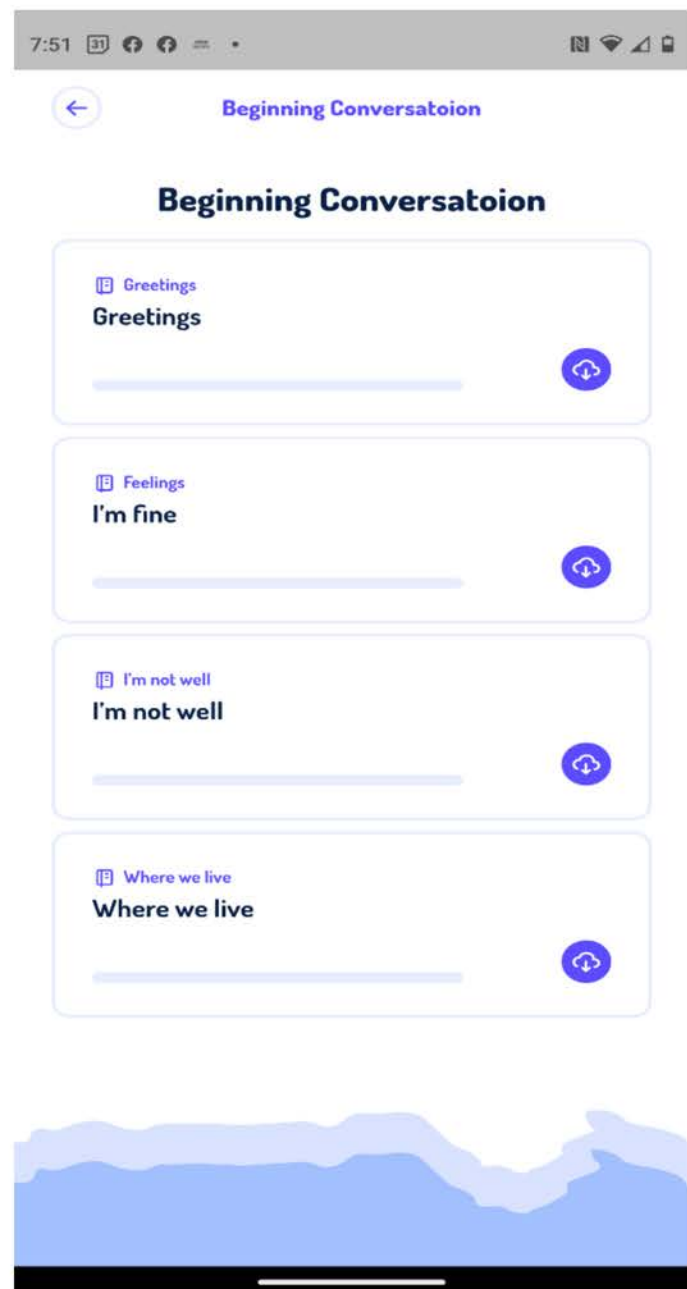 7:51
31
Beginning Conversatoion
Beginning Conversatoion
Greetings
Greetings
Feelings
I'm fine
I'm not well
I'm not well
Where we live
Where we live